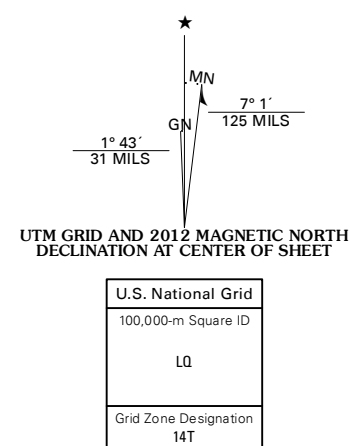 ★
MN
7° 1´
125 MILS
GN
1° 43´
31 MILS
UTM GRID AND 2012 MAGNETIC NORTH
DECLINATION AT CENTER OF SHEET
U.S. National Grid
100,000-m Square ID
LQ
Grid Zone Designation
14T